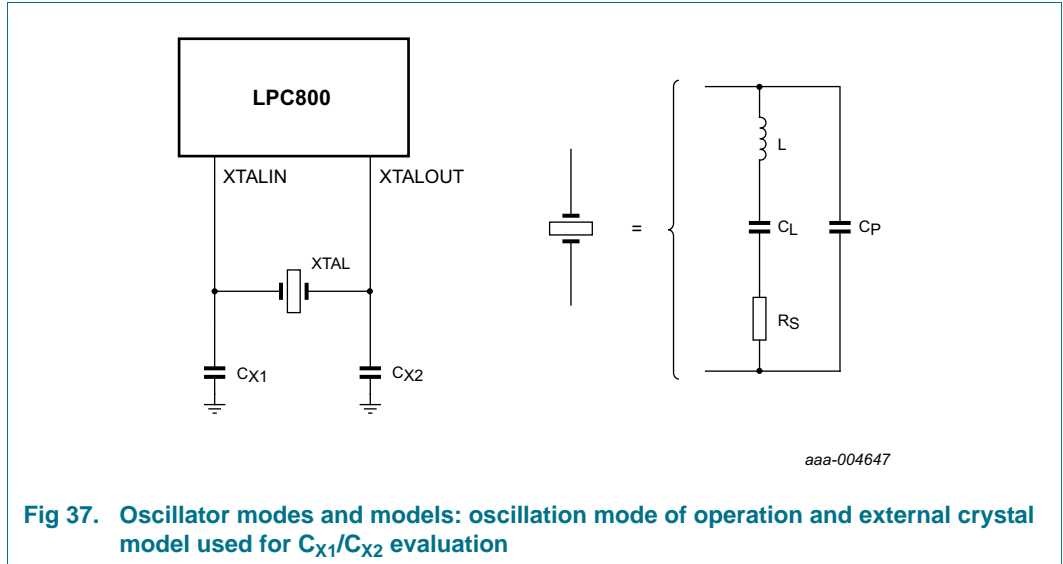 LPC800
XTALIN
XTALOUT
XTAL
CX1
CX2
=
L
CL
CP
RS
aaa-004647
Fig 37. Oscillator modes and models: oscillation mode of operation and external crystal
model used for CX1/CX2 evaluation